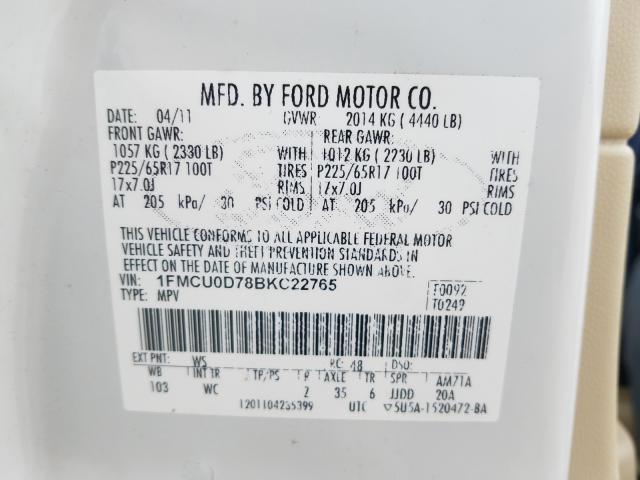 MFD. BY FORD MOTOR CO.
DATE: 04/11 GVWR 2014 KG ( 4440 LB)
FRONT GAWR: REAR GAWR:
1057 KG ( 2330 LB) WITH 1012 KG ( 2230 LB) WITH
P225/65R17 100T TIRES P225/65R17 100T TIRES
17x7.0J RIMS 17x7.0J RIMS
AT 205 kPa/ 30 PSI COLD AT 205 kPa/ 30 PSI COLD
THIS VEHICLE CONFORMS TO ALL APPLICABLE FEDERAL MOTOR
VEHICLE SAFETY AND THEFT PREVENTION STANDARDS IN
EFFECT ON THE DATE OF MANUFACTURE SHOWN ABOVE.
VIN: 1FMCU0D78BKC22765 F0092
TYPE: MPV T0249
EXT PNT: WS RC: 48 DSO:
WB INT TR TP/PS R AXLE TR SPR AM71A
103 WC 2 35 6 JJDD 20A
1201104235399 UTC 5U5A-1520472-BA